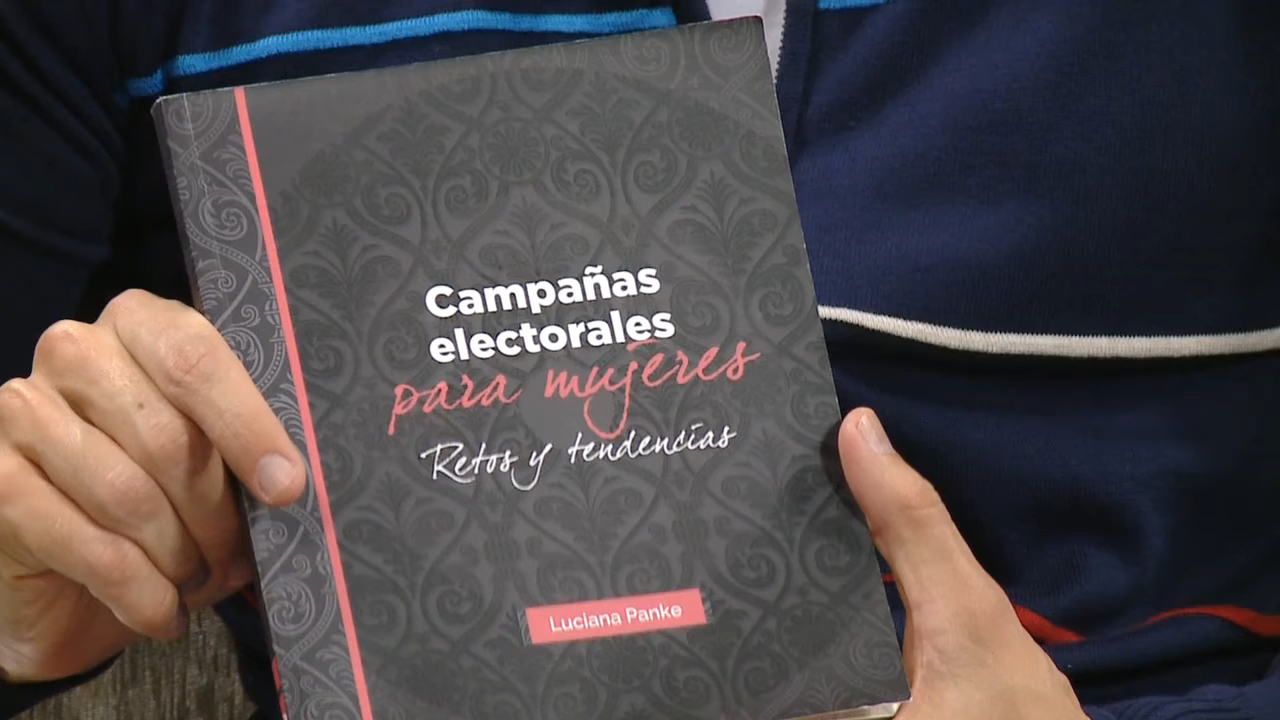 Campañas
electorales
para mujeres
Retos y tendencias
Luciana Panke